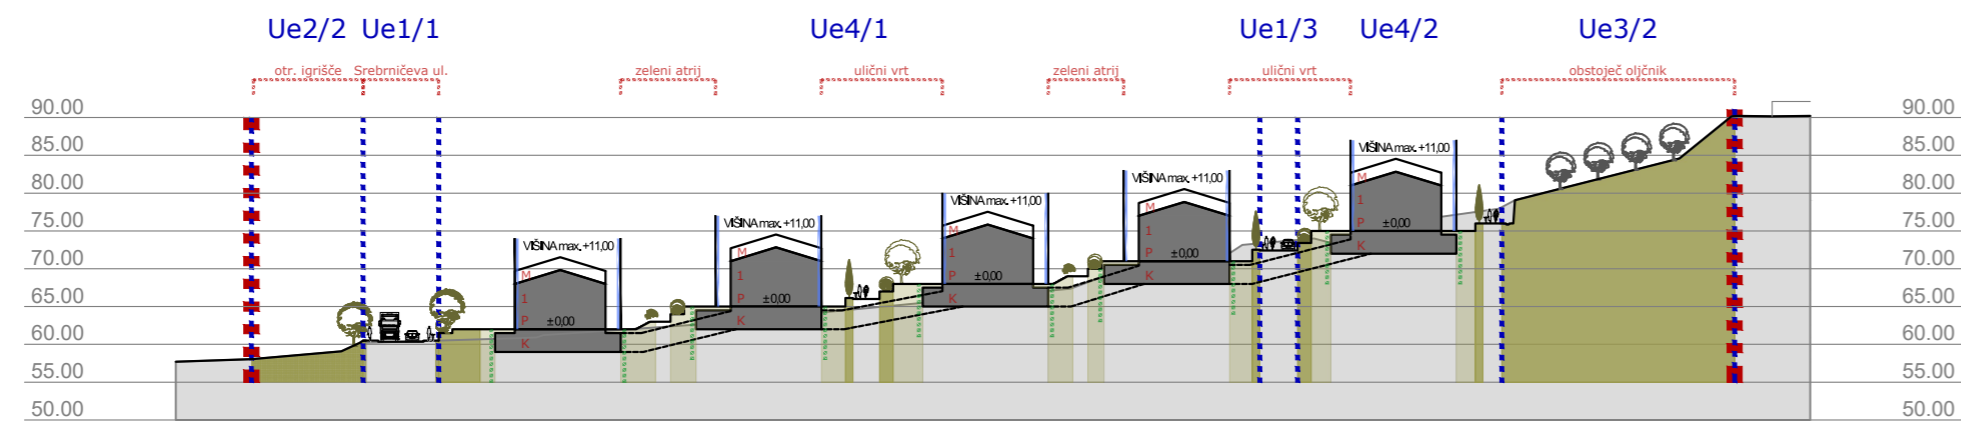 Ue2/2 Ue1/1 Ue4/1 Ue1/3 Ue4/2 Ue3/2
otr. igrišče Srebrničeva ul. zeleni atrij ulični vrt zeleni atrij ulični vrt obstoječ oljčnik
90.00 90.00
85.00 85.00
80.00 80.00
75.00 75.00
70.00 70.00
65.00 65.00
60.00 60.00
55.00 55.00
50.00 50.00
VIŠINA max. +11,00
M
1
P ±0,00
K
VIŠINA max. +11,00
M
1
P ±0,00
K
VIŠINA max. +11,00
M
1
P ±0,00
K
VIŠINA max. +11,00
M
1
P ±0,00
K
VIŠINA max. +11,00
M
1
P ±0,00
K